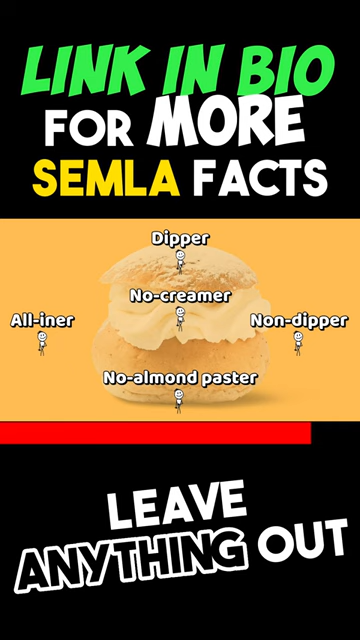 LINK IN BIO
FOR MORE
SEMLA FACTS
Dipper
No-creamer
All-iner
Non-dipper
No-almond paster
LEAVE
ANYTHING OUT